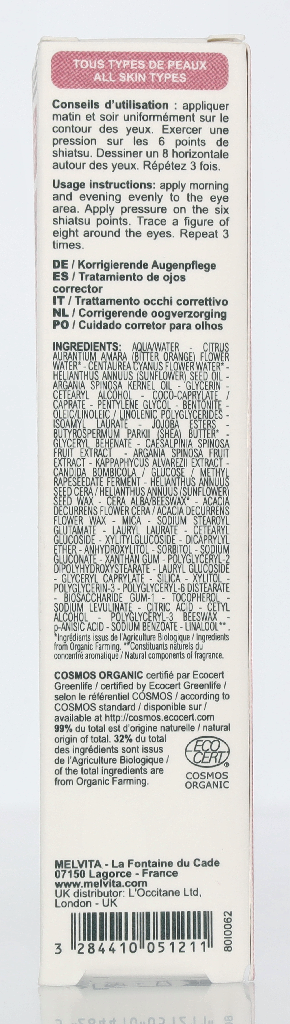 TOUS TYPES DE PEAUX
ALL SKIN TYPES
Conseils d'utilisation : appliquer
matin et soir uniformément sur le
contour des yeux. Exercer une
pression sur les 6 points de
shiatsu. Dessiner un 8 horizontale
autour des yeux. Répétez 3 fois.
Usage instructions: apply morning
and evening evenly to the eye
area. Apply pressure on the six
shiatsu points. Trace a figure of
eight around the eyes. Repeat 3
times.
DE / Korrigierende Augenpflege
ES / Tratamiento de ojos
corrector
IT / Trattamento occhi correttivo
NL / Corrigerende oogverzorging
PO / Cuidado corretor para olhos
INGREDIENTS: AQUA/WATER - CITRUS
AURANTIUM AMARA (BITTER ORANGE) FLOWER
WATER* - CENTAUREA CYANUS FLOWER WATER* -
HELIANTHUS ANNUUS (SUNFLOWER) SEED OIL -
ARGANIA SPINOSA KERNEL OIL - GLYCERIN -
CETEARYL ALCOHOL - COCO-CAPRYLATE /
CAPRATE - PENTYLENE GLYCOL - BENTONITE -
OLEIC/LINOLEIC / LINOLENIC POLYGLYCERIDES -
ISOAMYL LAURATE - JOJOBA ESTERS -
BUTYROSPERMUM PARKII (SHEA) BUTTER* -
GLYCERYL BEHENATE - CAESALPINIA SPINOSA
FRUIT EXTRACT - ARGANIA SPINOSA FRUIT
EXTRACT - KAPPAPHYCUS ALVAREZII EXTRACT -
CANDIDA BOMBICOLA / GLUCOSE / METHYL
RAPESEEDATE FERMENT - HELIANTHUS ANNUUS
SEED CERA / HELIANTHUS ANNUUS (SUNFLOWER)
SEED WAX - CERA ALBA/BEESWAX* - ACACIA
DECURRENS FLOWER CERA / ACACIA DECURRENS
FLOWER WAX - MICA - SODIUM STEAROYL
GLUTAMATE - LAURYL LAURATE - CETEARYL
GLUCOSIDE - XYLITYLGLUCOSIDE - DICAPRYLYL
ETHER - ANHYDROXYLITOL - SORBITOL - SODIUM
GLUCONATE - XANTHAN GUM - POLYGLYCERYL-2
DIPOLYHYDROXYSTEARATE - LAURYL GLUCOSIDE
- GLYCERYL CAPRYLATE - SILICA - XYLITOL -
POLYGLYCERIN-3 - POLYGLYCERYL-6 DISTEARATE
- BIOSACCHARIDE GUM-1 - TOCOPHEROL -
SODIUM LEVULINATE - CITRIC ACID - CETYL
ALCOHOL - POLYGLYCERYL-3 BEESWAX -
p-ANISIC ACID - SODIUM BENZOATE - LINALOOL**.
*Ingrédients issus de l'Agriculture Biologique / Ingredients
from Organic Farming. **Constituants naturels du
concentré aromatique / Natural components of fragrance.
COSMOS ORGANIC certifié par Ecocert
Greenlife / certified by Ecocert Greenlife /
selon le référentiel COSMOS / according to
COSMOS standard / disponible sur /
available at http://cosmos.ecocert.com
99% du total est d'origine naturelle / natural
origin of total. 32% du total
des ingrédients sont issus
de l'Agriculture Biologique /
of the total ingredients are
from Organic Farming.
ECO
CERT
COSMOS
ORGANIC
MELVITA - La Fontaine du Cade
07150 Lagorce - France
www.melvita.com
UK distributor: L'Occitane Ltd,
London - UK
3 284410 051211
80I0062